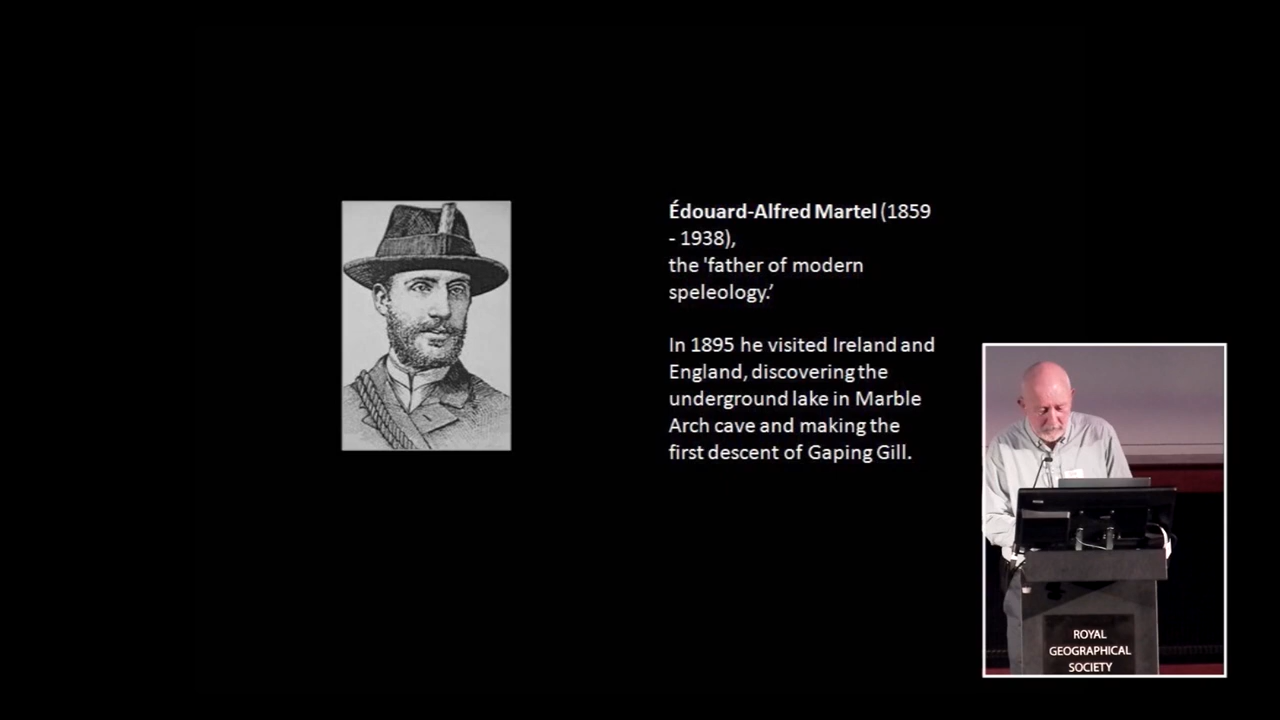 Édouard-Alfred Martel (1859
- 1938),
the 'father of modern
speleology.’
In 1895 he visited Ireland and
England, discovering the
underground lake in Marble
Arch cave and making the
first descent of Gaping Gill.
ROYAL
GEOGRAPHICAL
SOCIETY